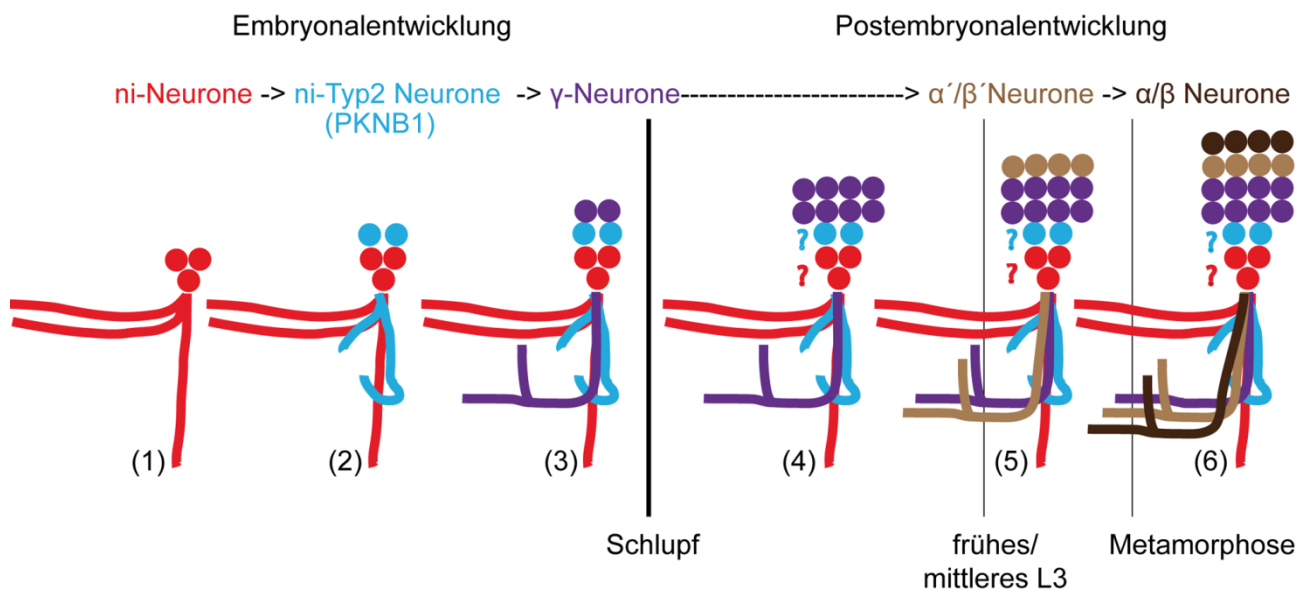 Embryonalentwicklung
Postembryonalentwicklung
ni-Neurone -> ni-Typ2 Neurone -> γ-Neurone-----------------------> α´/β´Neurone -> α/β Neurone
(PKNB1)
?
?
?
?
?
?
(1)
(2)
(3)
(4)
(5)
(6)
Schlupf
frühes/
mittleres L3
Metamorphose